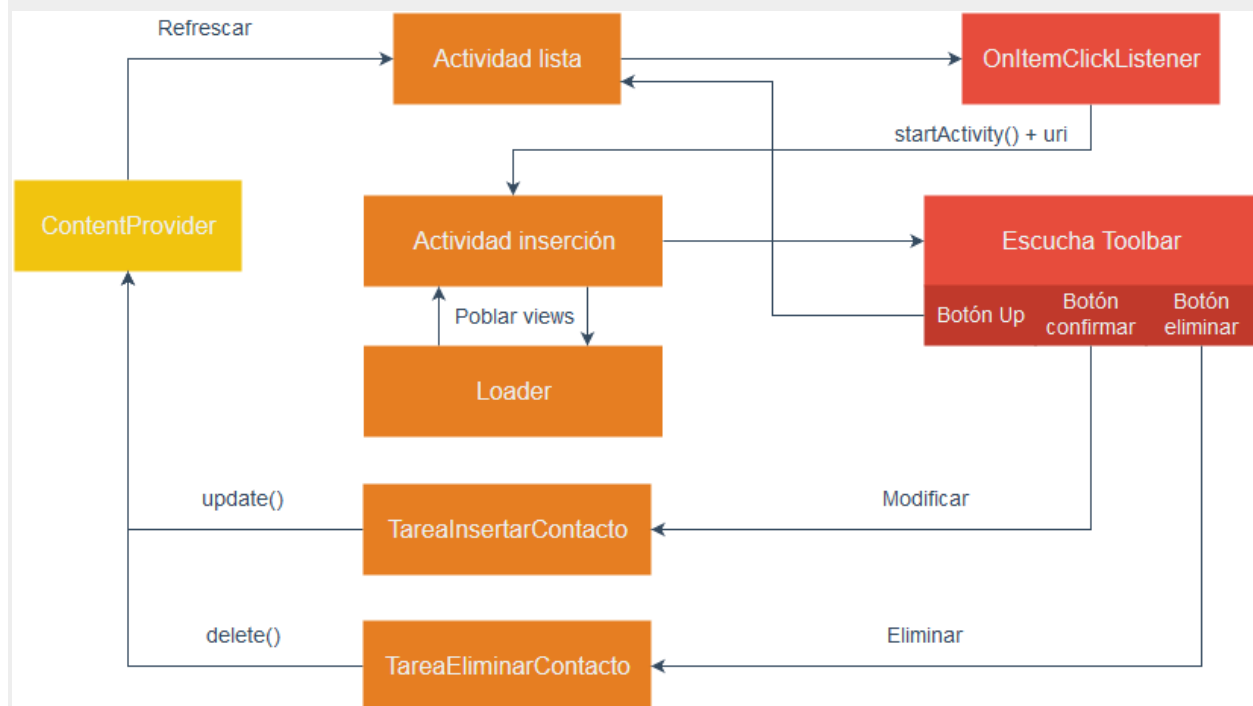 Refrescar
Actividad lista
OnItemClickListener
startActivity() + uri
ContentProvider
Actividad inserción
Escucha Toolbar
Botón Up
Botón
confirmar
Botón
eliminar
Poblar views
Loader
update()
TareaInsertarContacto
Modificar
delete()
TareaEliminarContacto
Eliminar